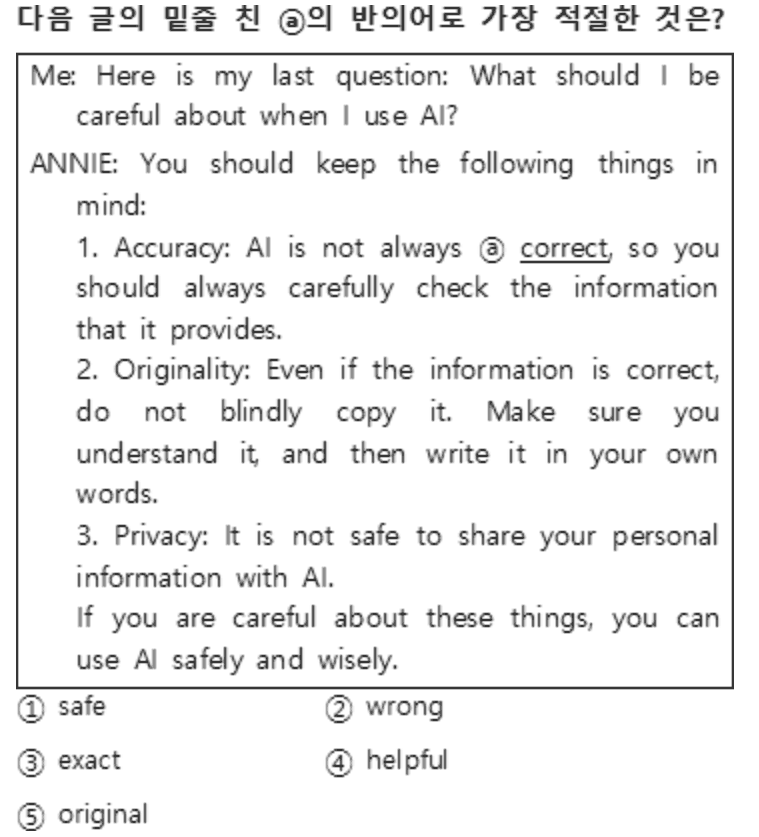 다음 글의 밑줄 친 ⓐ의 반의어로 가장 적절한 것은?
Me: Here is my last question: What should I be
careful about when I use AI?
ANNIE: You should keep the following things in
mind:
1. Accuracy: AI is not always ⓐ correct, so you
should always carefully check the information
that it provides.
2. Originality: Even if the information is correct,
do not blindly copy it. Make sure you
understand it, and then write it in your own
words.
3. Privacy: It is not safe to share your personal
information with AI.
If you are careful about these things, you can
use AI safely and wisely.
① safe ② wrong
③ exact ④ helpful
⑤ original